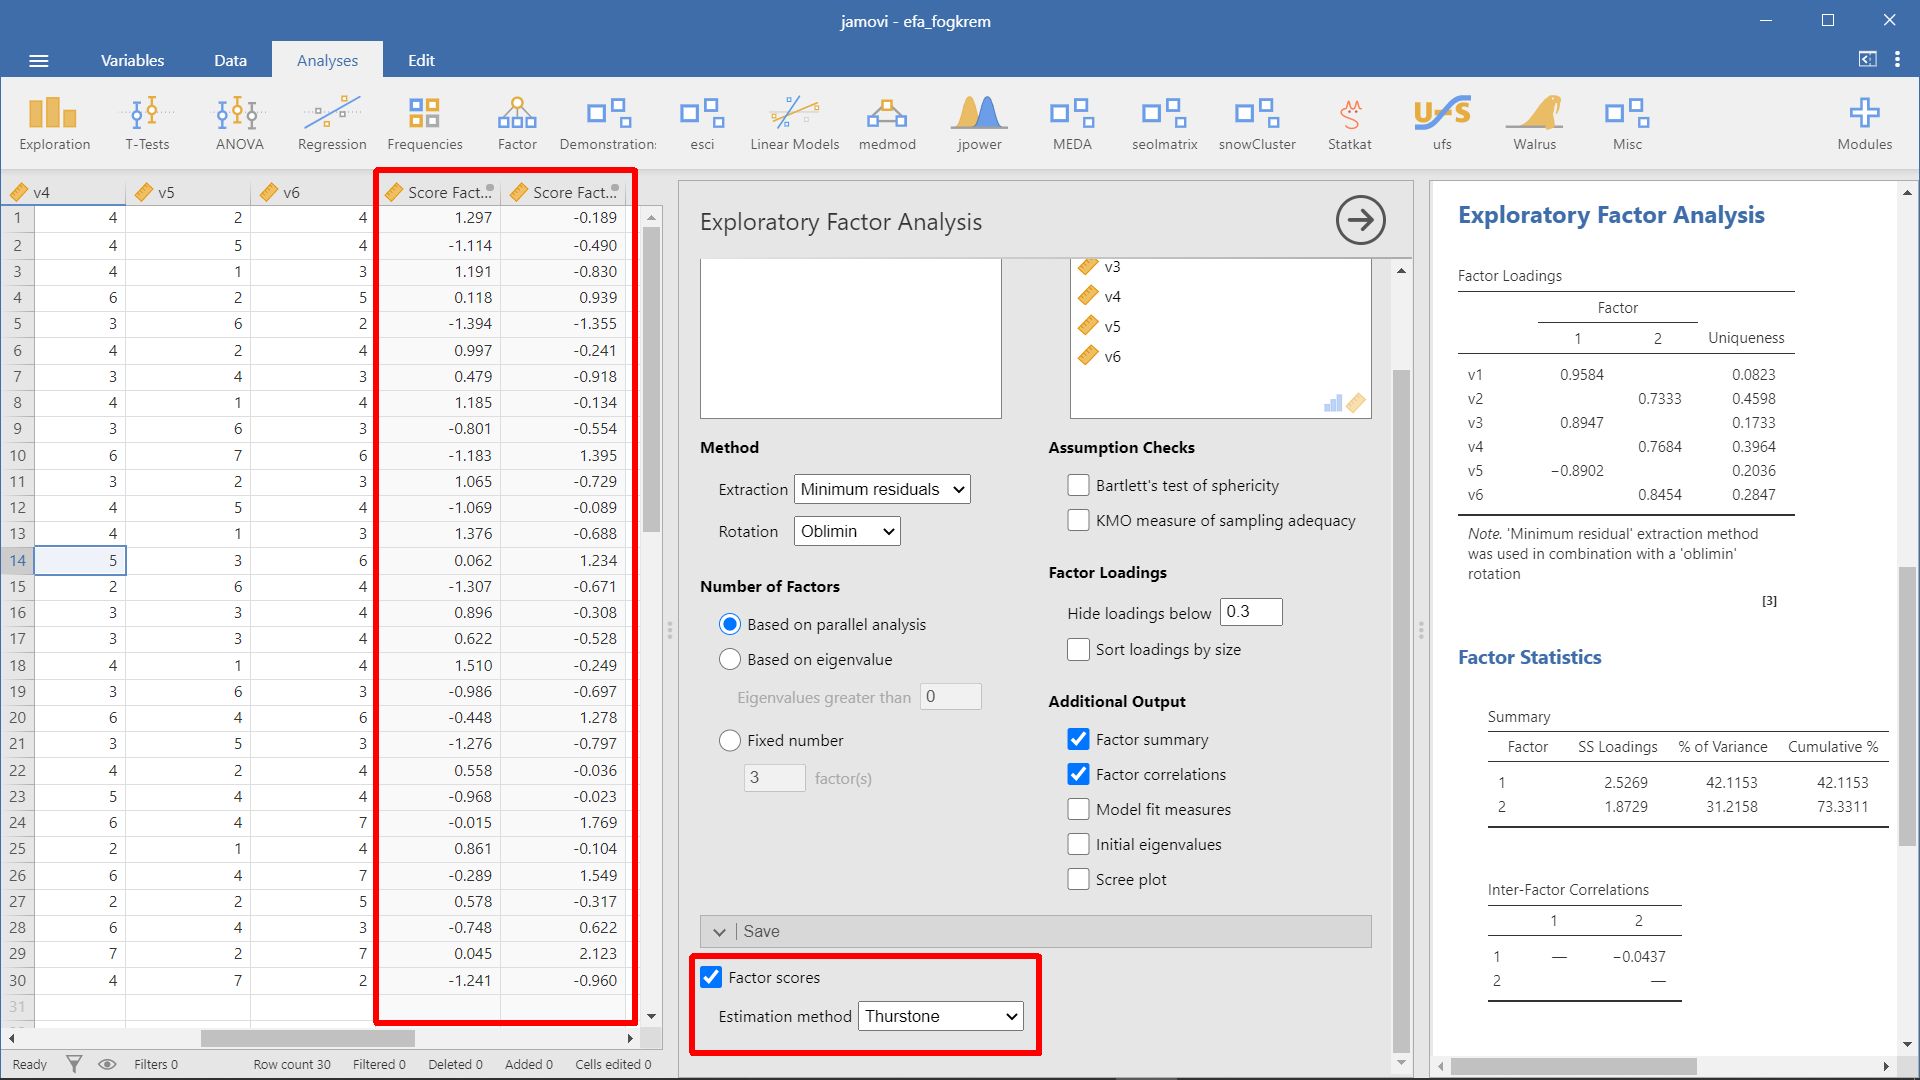 jamovi - efa_fogkrem
Variables Data Analyses Edit
Exploration T-Tests ANOVA Regression Frequencies Factor Demonstrations esci Linear Models medmod jpower MEDA seolmatrix snowCluster Statkat ufs Walrus Misc Modules
v4 v5 v6 Score Fact... Score Fact...
1 4 2 4 1.297 -0.189
2 4 5 4 -1.114 -0.490
3 4 1 3 1.191 -0.830
4 6 2 5 0.118 0.939
5 3 6 2 -1.394 -1.355
6 4 2 4 0.997 -0.241
7 3 4 3 0.479 -0.918
8 4 1 4 1.185 -0.134
9 3 6 3 -0.801 -0.554
10 6 7 6 -1.183 1.395
11 3 2 3 1.065 -0.729
12 4 5 4 -1.069 -0.089
13 4 1 3 1.376 -0.688
14 5 3 6 0.062 1.234
15 2 6 4 -1.307 -0.671
16 3 3 4 0.896 -0.308
17 3 3 4 0.622 -0.528
18 4 1 4 1.510 -0.249
19 3 6 3 -0.986 -0.697
20 6 4 6 -0.448 1.278
21 3 5 3 -1.276 -0.797
22 4 2 4 0.558 -0.036
23 5 4 4 -0.968 -0.023
24 6 4 7 -0.015 1.769
25 2 1 4 0.861 -0.104
26 6 4 7 -0.289 1.549
27 2 2 5 0.578 -0.317
28 6 4 3 -0.748 0.622
29 7 2 7 0.045 2.123
30 4 7 2 -1.241 -0.960
31
Ready Filters 0 Row count 30 Filtered 0 Deleted 0 Added 0 Cells edited 0
Exploratory Factor Analysis
v3
v4
v5
v6
Method
Extraction Minimum residuals
Rotation Oblimin
Number of Factors
Based on parallel analysis
Based on eigenvalue
Eigenvalues greater than 0
Fixed number
3 factor(s)
Assumption Checks
Bartlett's test of sphericity
KMO measure of sampling adequacy
Factor Loadings
Hide loadings below 0.3
Sort loadings by size
Additional Output
Factor summary
Factor correlations
Model fit measures
Initial eigenvalues
Scree plot
Save
Factor scores
Estimation method Thurstone
Exploratory Factor Analysis
Factor Loadings
Factor
1 2 Uniqueness
v1 0.9584 0.0823
v2 0.7333 0.4598
v3 0.8947 0.1733
v4 0.7684 0.3964
v5 −0.8902 0.2036
v6 0.8454 0.2847
Note. 'Minimum residual' extraction method
was used in combination with a 'oblimin'
rotation
[3]
Factor Statistics
Summary
Factor SS Loadings % of Variance Cumulative %
1 2.5269 42.1153 42.1153
2 1.8729 31.2158 73.3311
Inter-Factor Correlations
1 2
1 — −0.0437
2 —